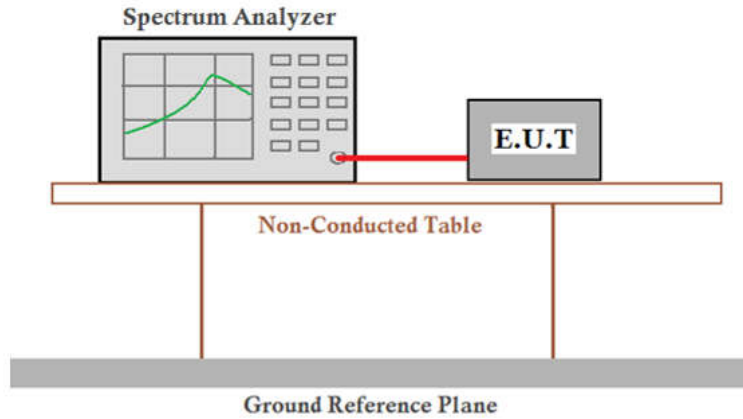 Spectrum Analyzer
E.U.T
Non-Conducted Table
Ground Reference Plane